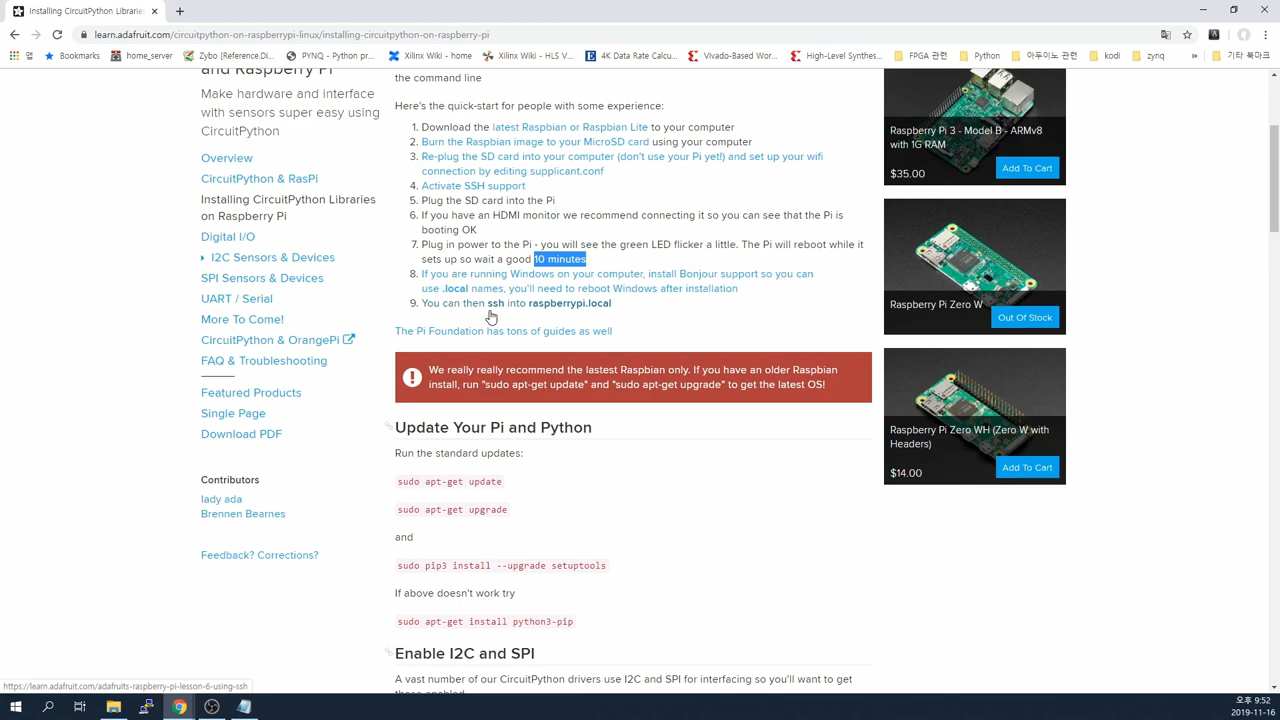 Installing CircuitPython Libraries
learn.adafruit.com/circuitpython-on-raspberrypi-linux/installing-circuitpython-on-raspberry-pi
앱
Bookmarks
home_server
Zybo [Reference.Di...
PYNQ - Python pr...
Xilinx Wiki - home
Xilinx Wiki - HLS V...
4K Data Rate Calcu...
Vivado-Based Wor...
High-Level Synthes...
FPGA 관련
Python
아두이노 관련
kodi
zynq
»
기타 북마크
and Raspberry Pi
Make hardware and interface
with sensors super easy using
CircuitPython
Overview
CircuitPython & RasPi
Installing CircuitPython Libraries
on Raspberry Pi
Digital I/O
I2C Sensors & Devices
SPI Sensors & Devices
UART / Serial
More To Come!
CircuitPython & OrangePi
FAQ & Troubleshooting
Featured Products
Single Page
Download PDF
Contributors
lady ada
Brennen Bearnes
Feedback? Corrections?
the command line
Here's the quick-start for people with some experience:
1. Download the latest Raspbian or Raspbian Lite to your computer
2. Burn the Raspbian image to your MicroSD card using your computer
3. Re-plug the SD card into your computer (don't use your Pi yet!) and set up your wifi
connection by editing supplicant.conf
4. Activate SSH support
5. Plug the SD card into the Pi
6. If you have an HDMI monitor we recommend connecting it so you can see that the Pi is
booting OK
7. Plug in power to the Pi - you will see the green LED flicker a little. The Pi will reboot while it
sets up so wait a good 10 minutes
8. If you are running Windows on your computer, install Bonjour support so you can
use .local names, you'll need to reboot Windows after installation
9. You can then ssh into raspberrypi.local
The Pi Foundation has tons of guides as well
We really really recommend the lastest Raspbian only. If you have an older Raspbian
install, run "sudo apt-get update" and "sudo apt-get upgrade" to get the latest OS!
Update Your Pi and Python
Run the standard updates:
sudo apt-get update
sudo apt-get upgrade
and
sudo pip3 install --upgrade setuptools
If above doesn't work try
sudo apt-get install python3-pip
Enable I2C and SPI
A vast number of our CircuitPython drivers use I2C and SPI for interfacing so you'll want to get
those enabled.
Raspberry Pi 3 - Model B - ARMv8
with 1G RAM
$35.00
Add To Cart
Raspberry Pi Zero W
Out Of Stock
Raspberry Pi Zero WH (Zero W with
Headers)
$14.00
Add To Cart
https://learn.adafruit.com/adafruits-raspberry-pi-lesson-6-using-ssh
오후 9:52
2019-11-16